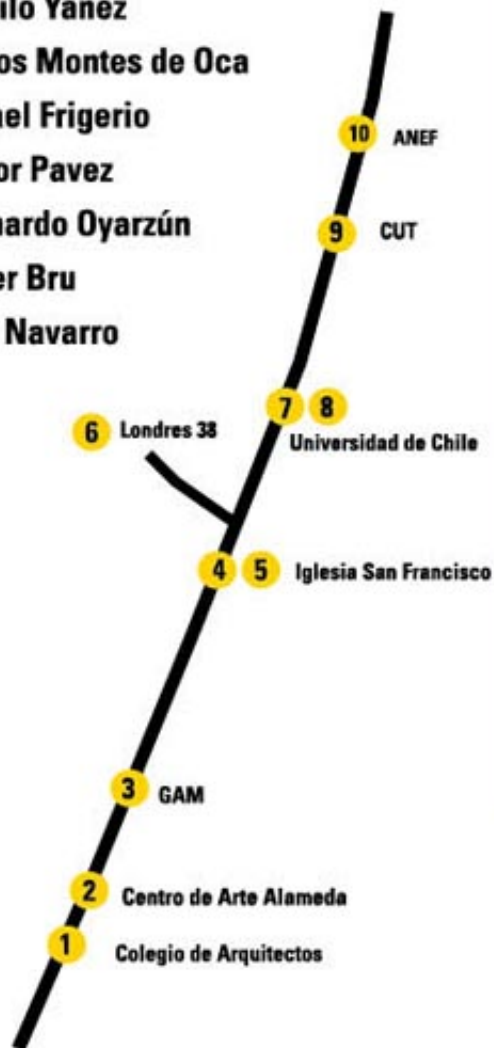 ilo Yáñez
os Montes de Oca
ael Frigerio
or Pavez
nardo Oyarzún
er Bru
Navarro
10 ANEF
9 CUT
7 8
Universidad de Chile
6 Londres 38
4 5 Iglesia San Francisco
3 GAM
2 Centro de Arte Alameda
1 Colegio de Arquitectos